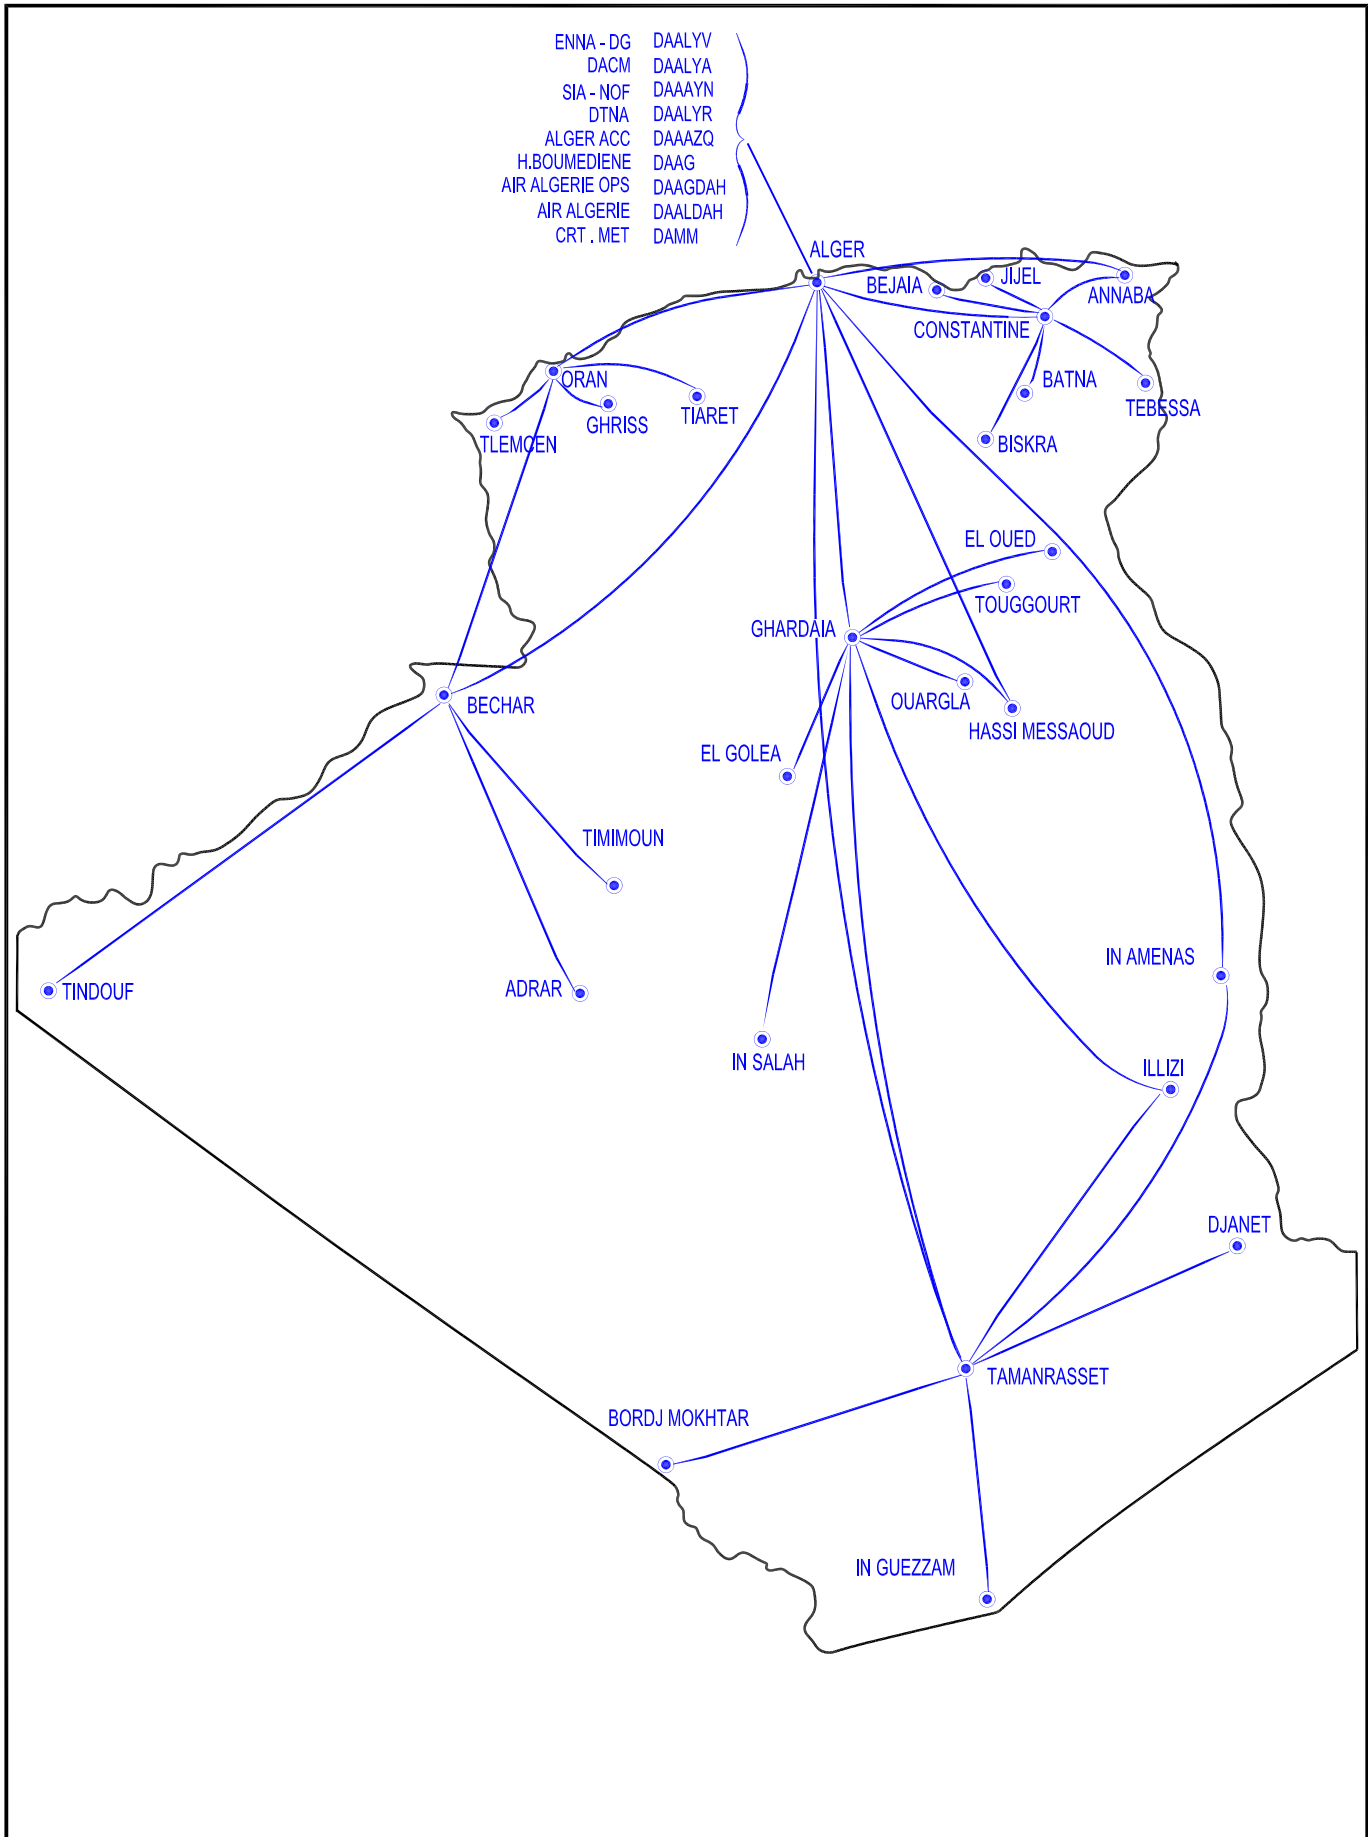 ENNA - DG DAALYV
DACM DAALYA
SIA - NOF DAAAYN
DTNA DAALYR
ALGER ACC DAAAZQ
H.BOUMEDIENE DAAG
AIR ALGERIE OPS DAAGDAH
AIR ALGERIE DAALDAH
CRT . MET DAMM
ALGER
BEJAIA
JIJEL
ANNABA
CONSTANTINE
ORAN
BATNA
TEBESSA
GHRISS
TIARET
TLEMCEN
BISKRA
EL OUED
TOUGGOURT
GHARDAIA
OUARGLA
BECHAR
HASSI MESSAOUD
EL GOLEA
TIMIMOUN
IN AMENAS
TINDOUF
ADRAR
IN SALAH
ILLIZI
DJANET
TAMANRASSET
BORDJ MOKHTAR
IN GUEZZAM